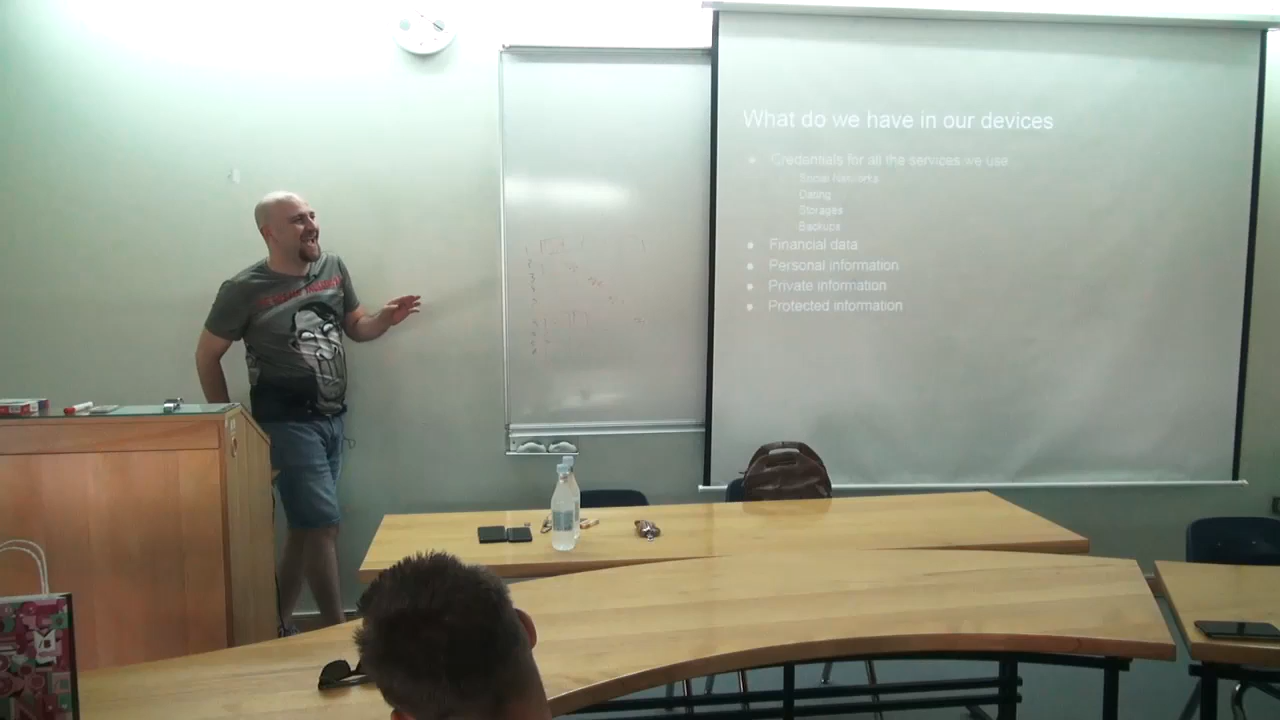 What do we have in our devices
Credentials for all the services we use
Social Networks
Dating
Storages
Backups
Financial data
Personal information
Private information
Protected information